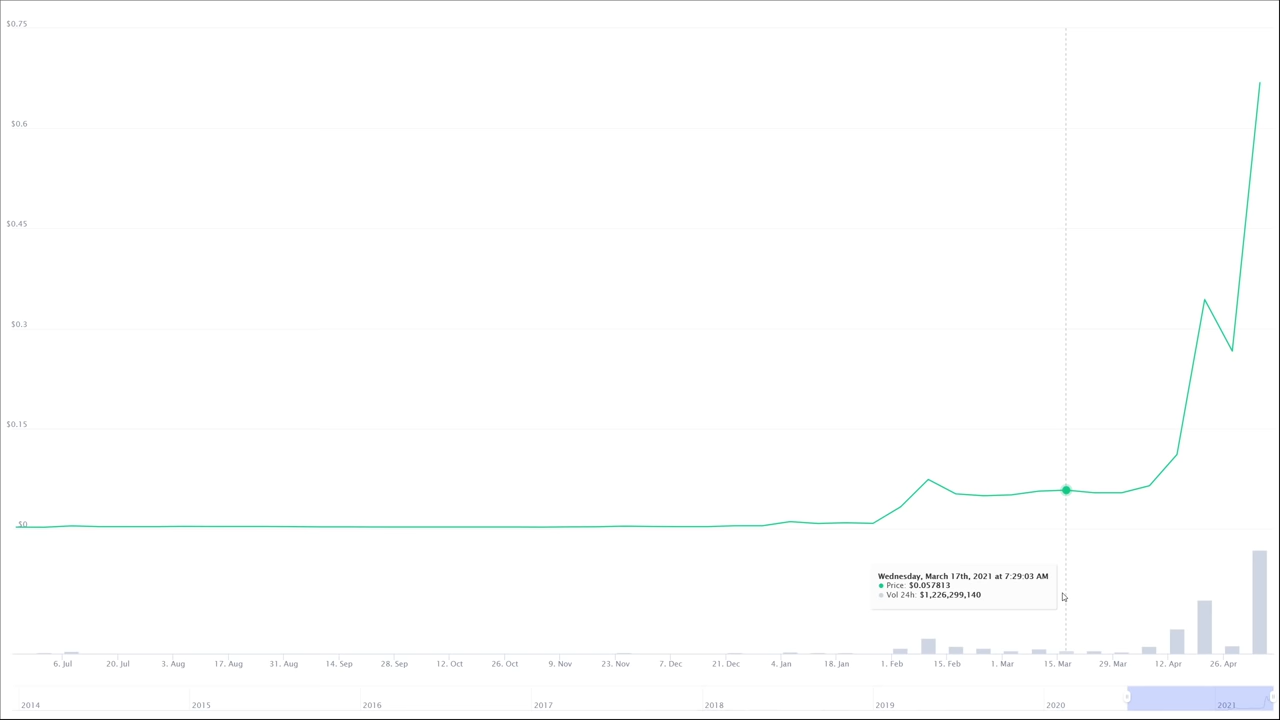 $0.75
$0.6
$0.45
$0.3
$0.15
$0
Wednesday, March 17th, 2021 at 7:29:03 AM
Price: $0.057813
Vol 24h: $1,226,299,140
6. Jul 20. Jul 3. Aug 17. Aug 31. Aug 14. Sep 28. Sep 12. Oct 26. Oct 9. Nov 23. Nov 7. Dec 21. Dec 4. Jan 18. Jan 1. Feb 15. Feb 1. Mar 15. Mar 29. Mar 12. Apr 26. Apr
2014 2015 2016 2017 2018 2019 2020 2021